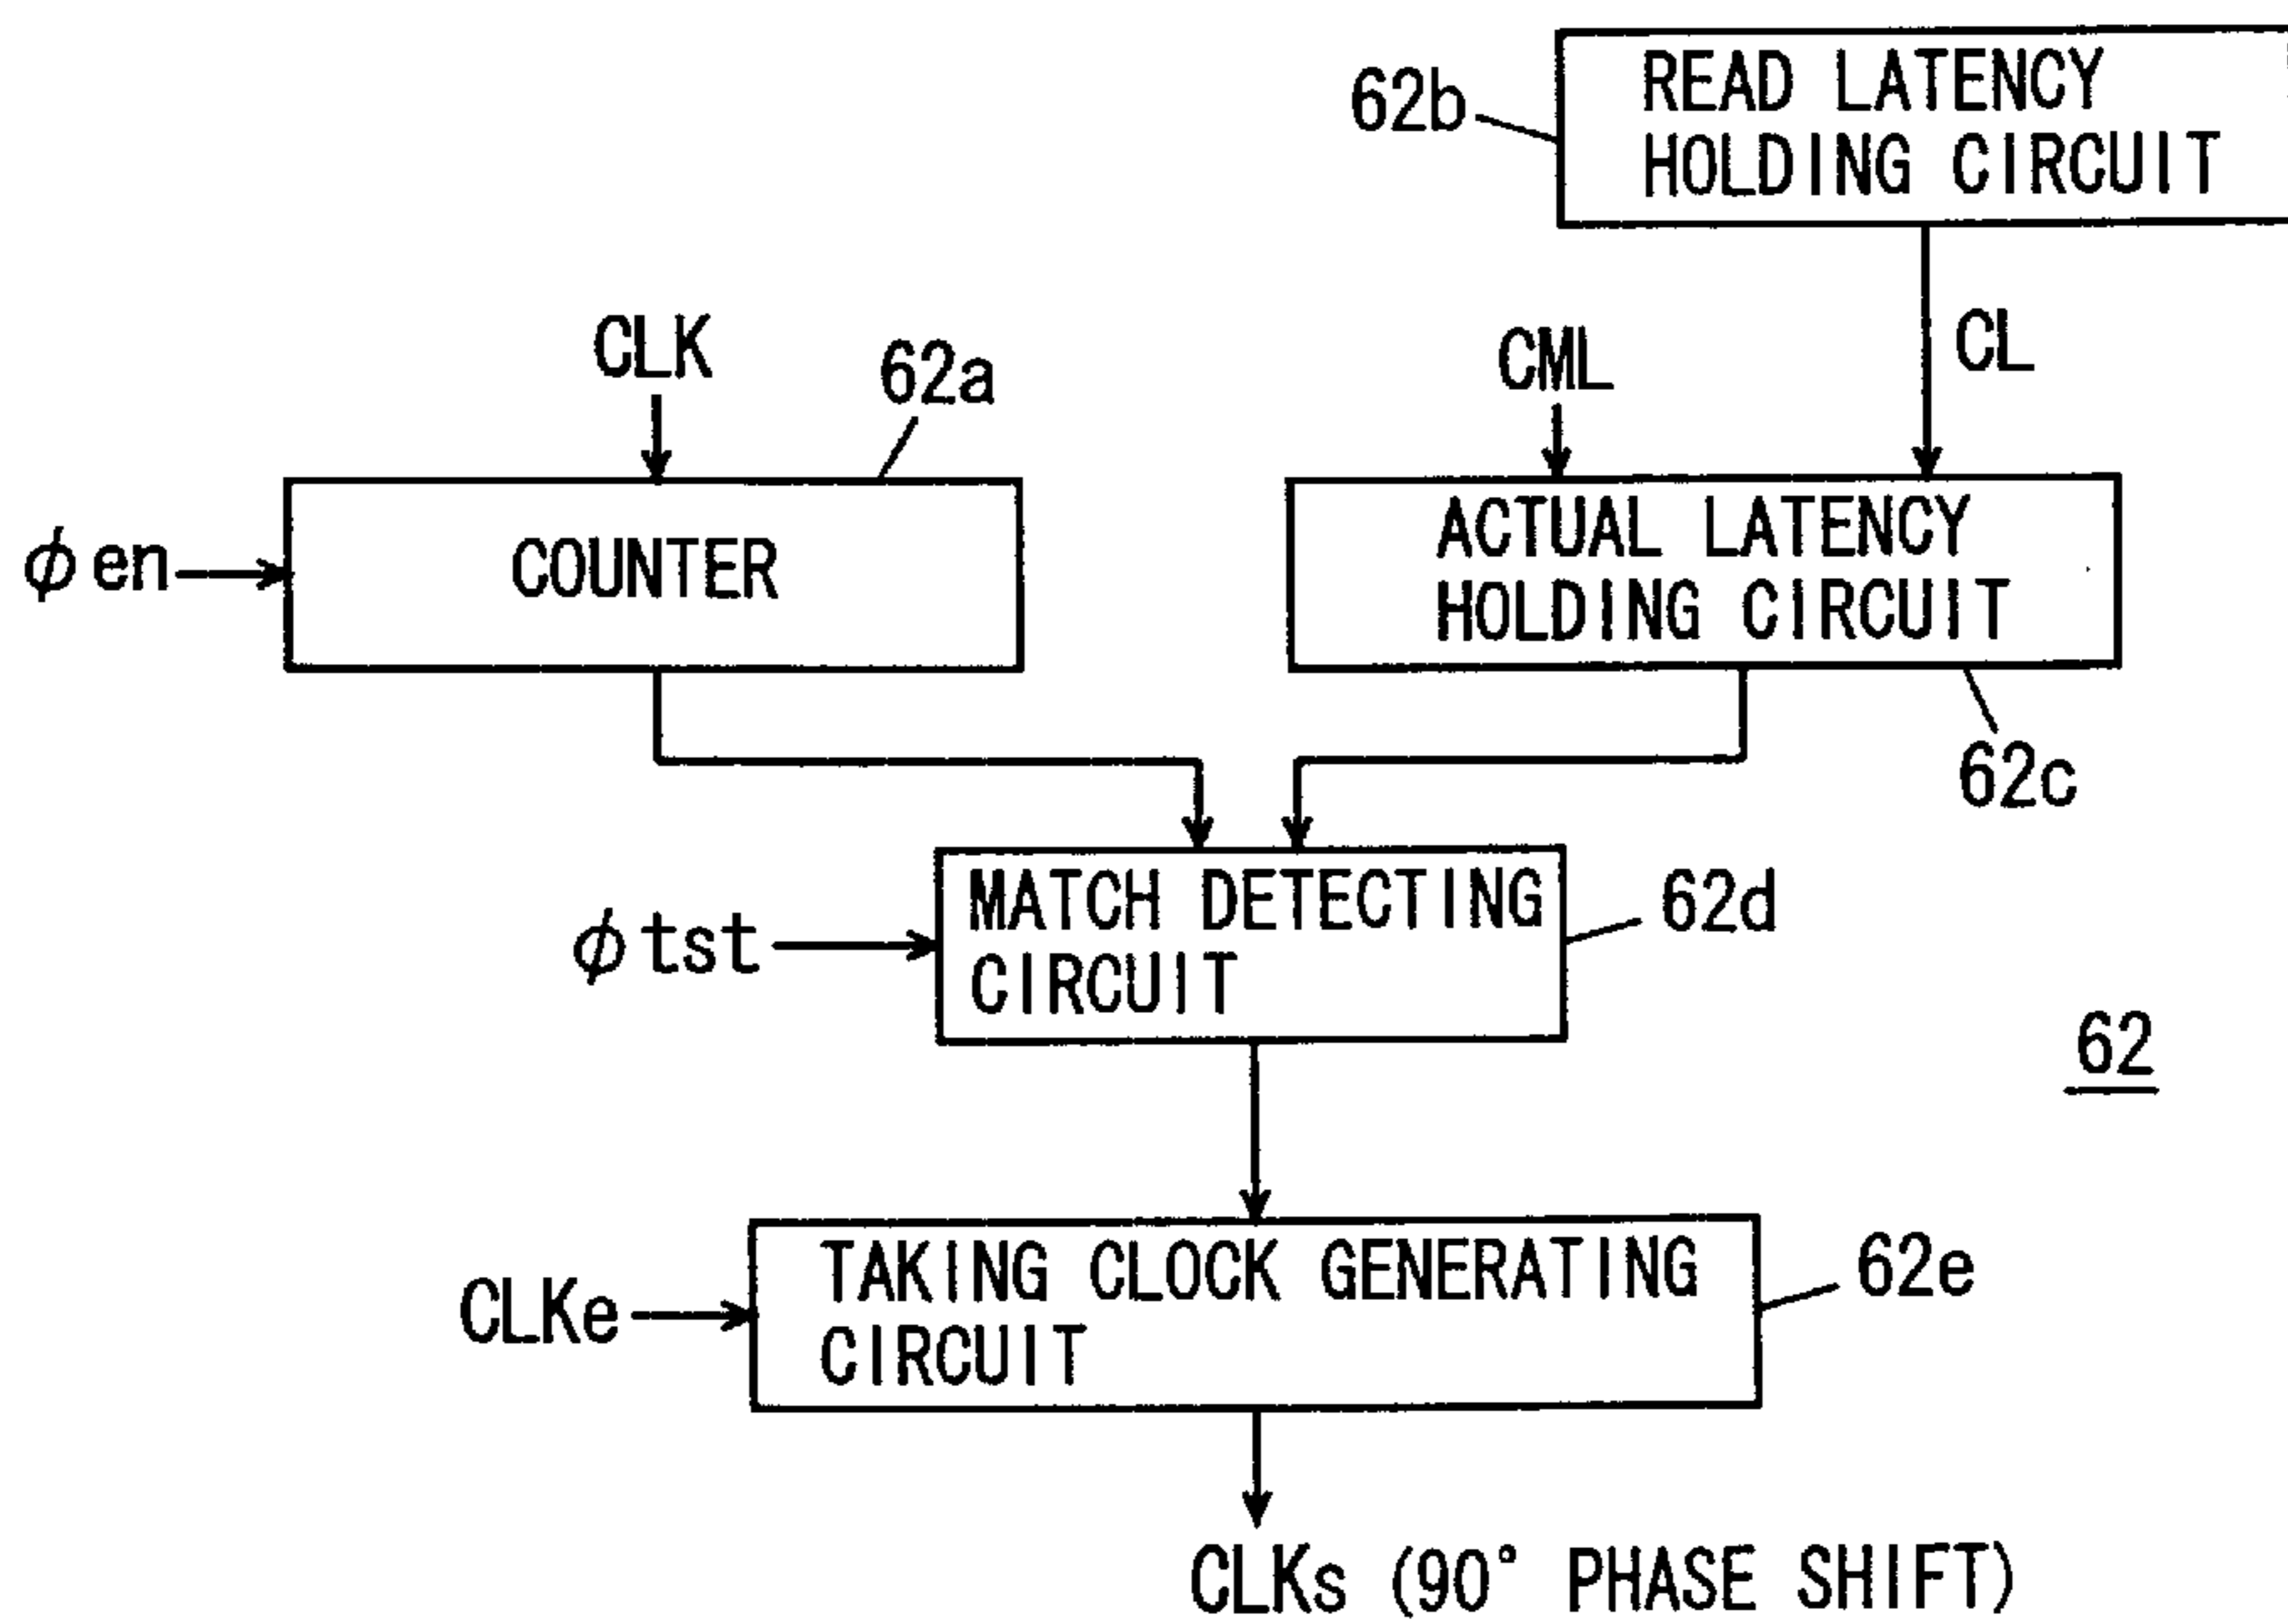 READ LATENCY
HOLDING CIRCUIT
62b
CLK
62a
CML
CL
φen
COUNTER
ACTUAL LATENCY
HOLDING CIRCUIT
62c
φtst
MATCH DETECTING
CIRCUIT
62d
62
CLKe
TAKING CLOCK GENERATING
CIRCUIT
62e
CLKs (90° PHASE SHIFT)